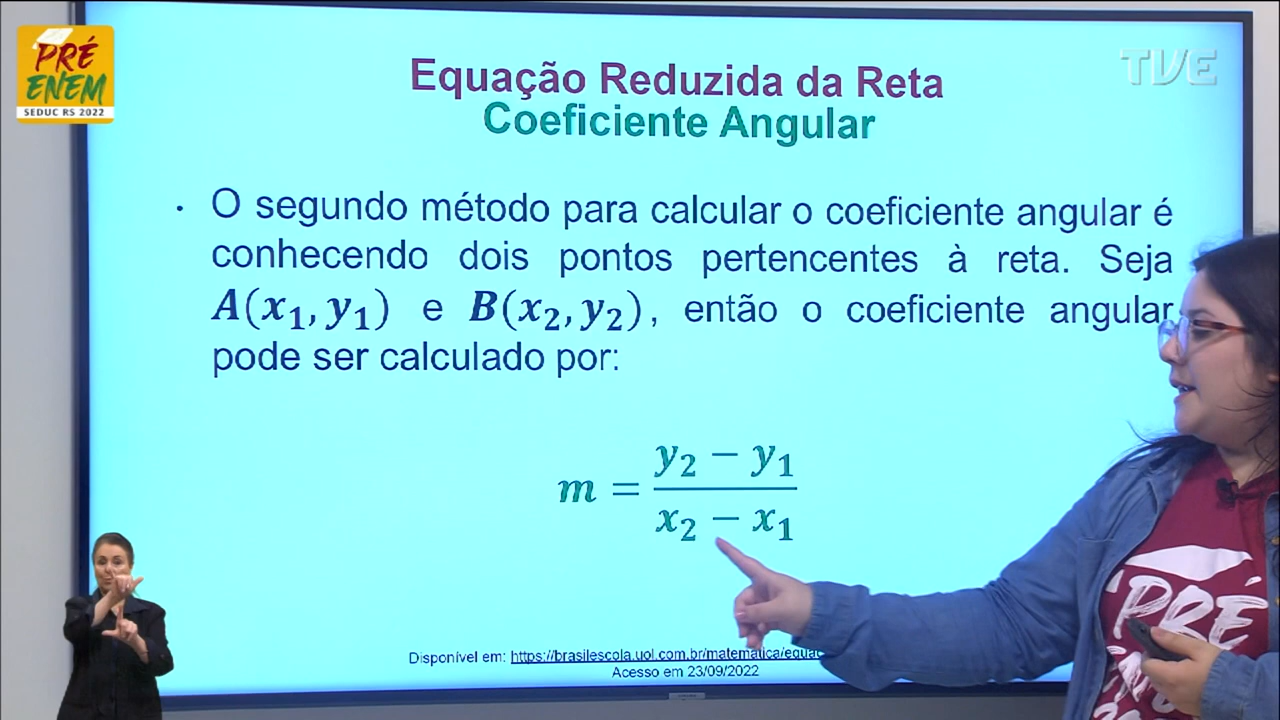 PRÉ
ENEM
SEDUC RS 2022
TVE
Equação Reduzida da Reta
Coeficiente Angular
• O segundo método para calcular o coeficiente angular é
conhecendo dois pontos pertencentes à reta. Seja
A(x₁, y₁) e B(x₂, y₂), então o coeficiente angular
pode ser calculado por:
m = (y₂ − y₁) / (x₂ − x₁)
Disponível em: https://brasilescola.uol.com.br/matematica/equac
Acesso em 23/09/2022
PRÉ